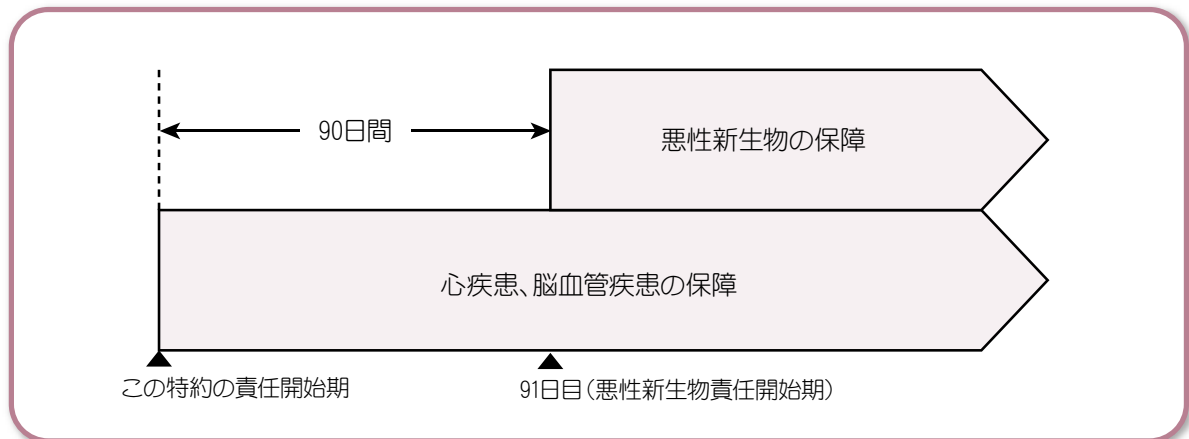 90日間
悪性新生物の保障
心疾患、脳血管疾患の保障
この特約の責任開始期
91日目(悪性新生物責任開始期)